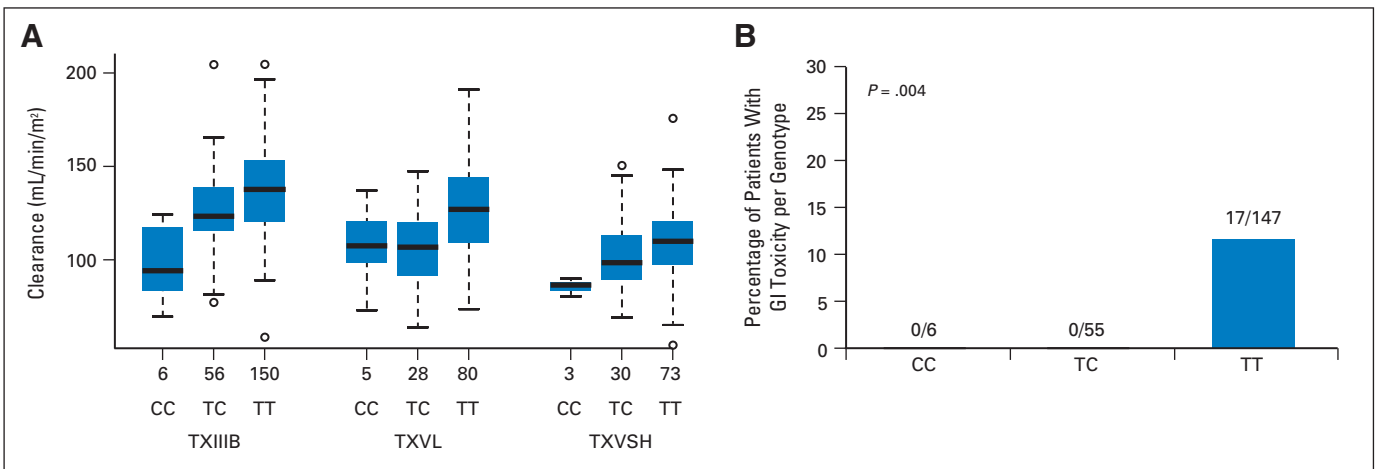 A
Clearance (mL/min/m²)
200
150
100
6 56 150 5 28 80 3 30 73
CC TC TT CC TC TT CC TC TT
TXIIIB TXVL TXVSH
B
Percentage of Patients With
GI Toxicity per Genotype
30
25
20
15
10
5
0
P = .004
0/6 0/55 17/147
CC TC TT